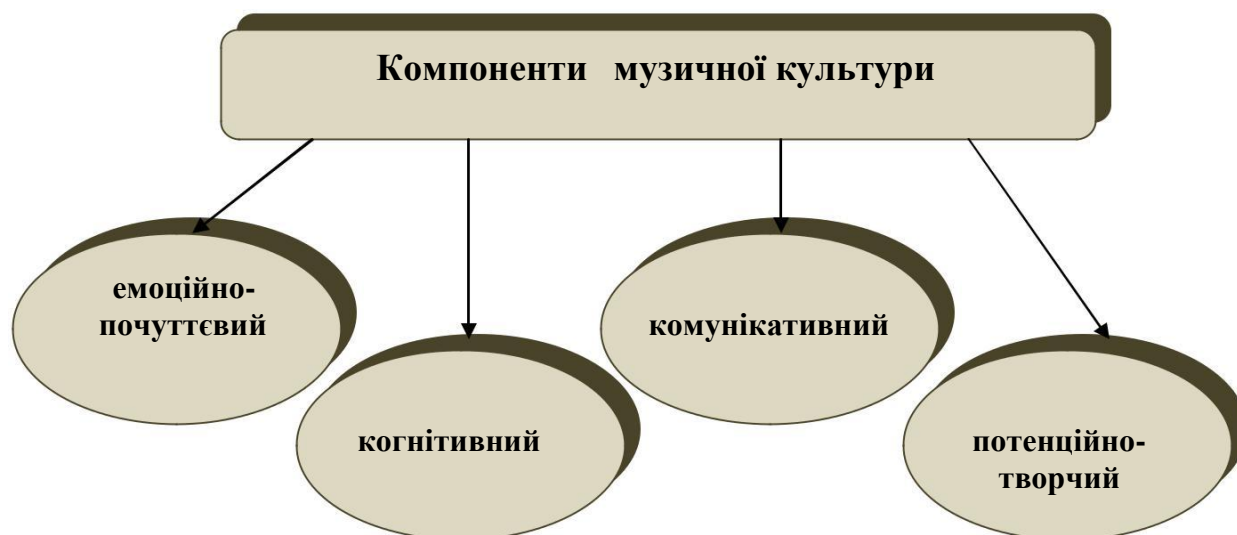 Компоненти музичної культури
емоційно-
почуттєвий
комунікативний
когнітивний
потенційно-
творчий